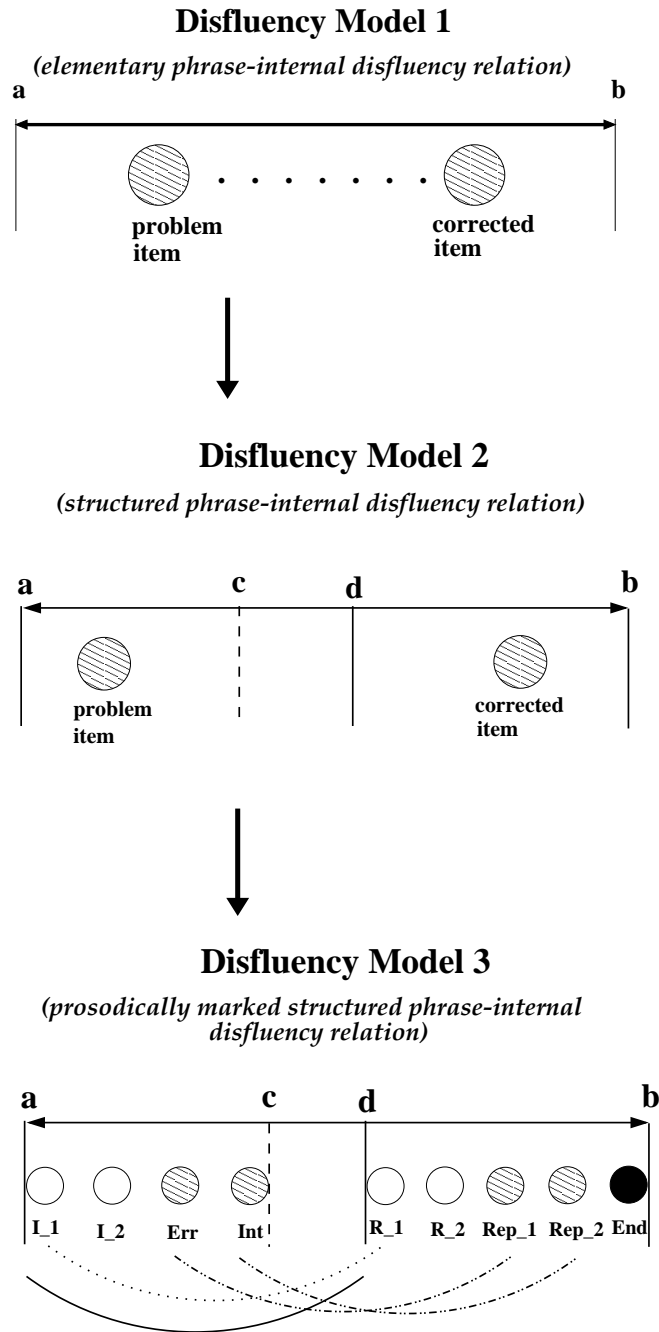 Disfluency Model 1
(elementary phrase-internal disfluency relation)
a b
problem corrected
item item
Disfluency Model 2
(structured phrase-internal disfluency relation)
a c d b
problem corrected
item item
Disfluency Model 3
(prosodically marked structured phrase-internal
disfluency relation)
a c d b
I_1 I_2 Err Int R_1 R_2 Rep_1 Rep_2 End